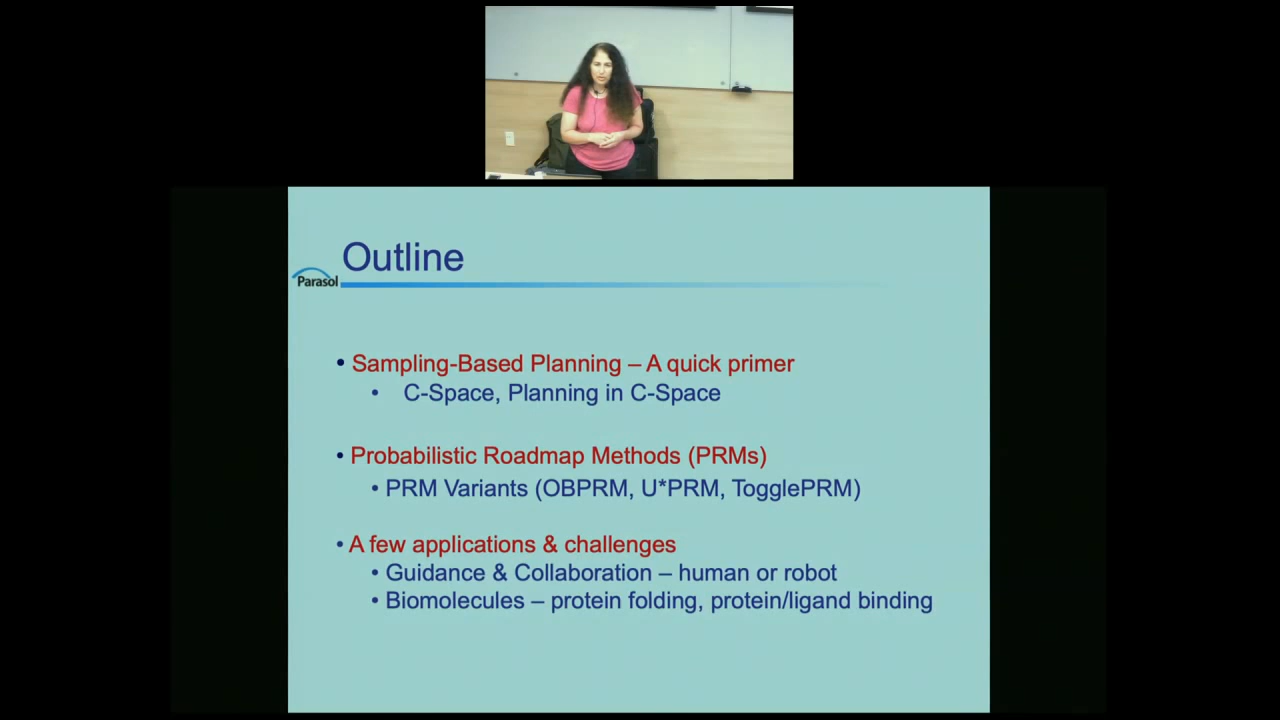 Outline
Parasol
• Sampling-Based Planning – A quick primer
• C-Space, Planning in C-Space
• Probabilistic Roadmap Methods (PRMs)
• PRM Variants (OBPRM, U*PRM, TogglePRM)
• A few applications & challenges
• Guidance & Collaboration – human or robot
• Biomolecules – protein folding, protein/ligand binding